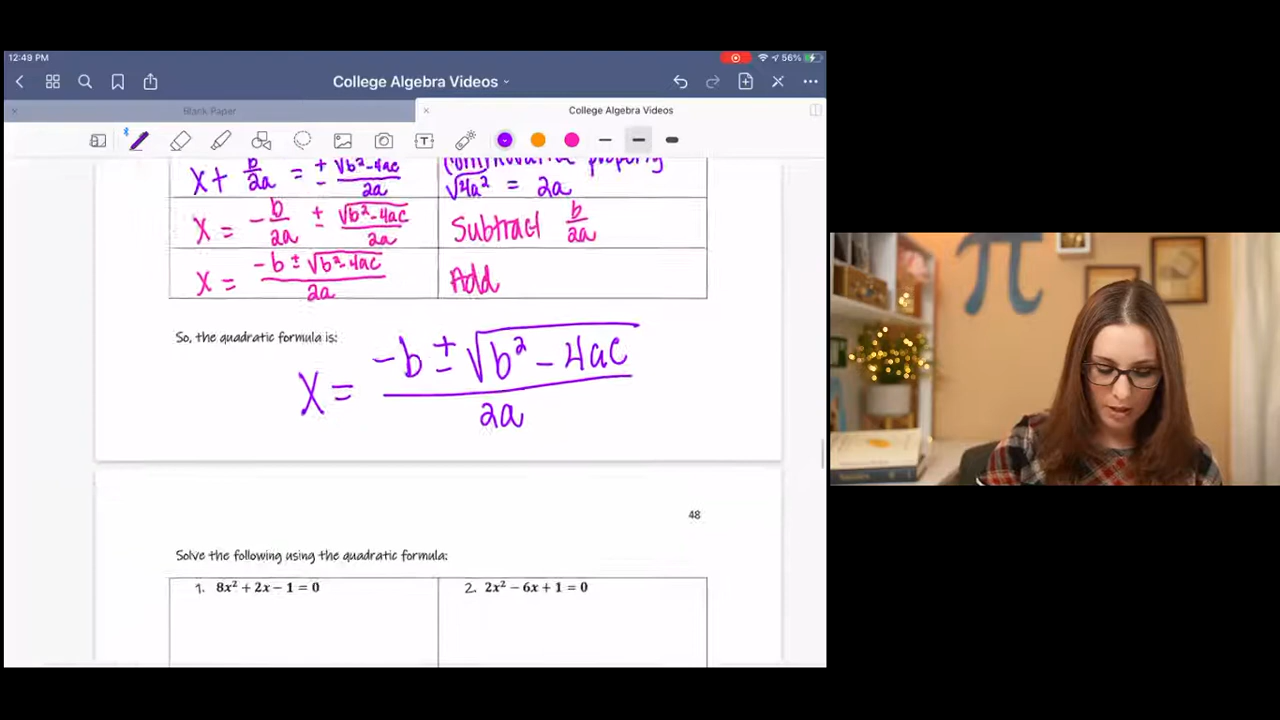 12:49 PM
56%
College Algebra Videos
Blank Paper
College Algebra Videos
x + b/2a = ± √b²-4ac/2a
property
√4a² = 2a
x = -b/2a ± √b²-4ac/2a
Subtract b/2a
x = -b ± √b²-4ac/2a
Add
So, the quadratic formula is:
x = -b ± √b² - 4ac/2a
48
Solve the following using the quadratic formula:
1. 8x² + 2x − 1 = 0
2. 2x² − 6x + 1 = 0